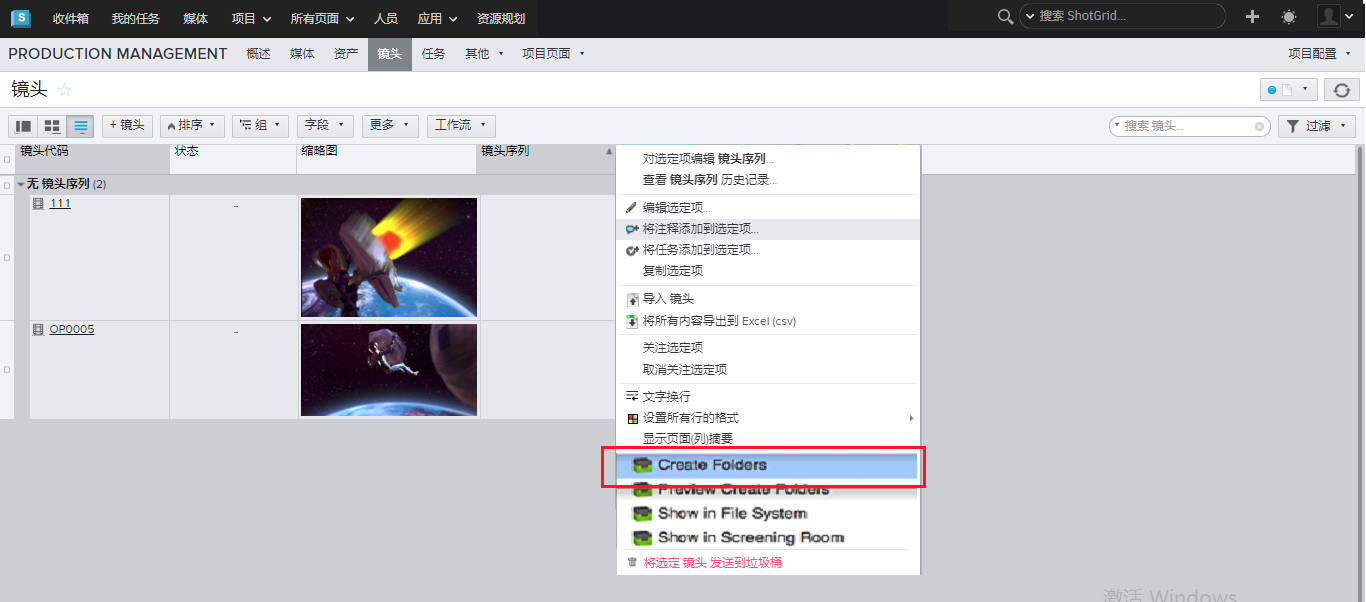 S 收件箱 我的任务 媒体 项目 所有页面 人员 应用 资源规划 搜索 ShotGrid...
PRODUCTION MANAGEMENT 概述 媒体 资产 镜头 任务 其他 项目页面 项目配置
镜头
+ 镜头 排序 组 字段 更多 工作流 搜索 镜头... 过滤
镜头代码 状态 缩略图 镜头序列
无 镜头序列 (2)
111 -
OP0005 -
对选定项编辑 镜头序列...
查看 镜头序列 历史记录...
编辑选定项...
将注释添加到选定项...
将任务添加到选定项...
复制选定项
导入 镜头
将所有内容导出到 Excel (csv)
关注选定项
取消关注选定项
文字换行
设置所有行的格式
显示页面(列)摘要
Create Folders
Preview Create Folders
Show in File System
Show in Screening Room
将选定 镜头 发送到垃圾桶
激活 Windows